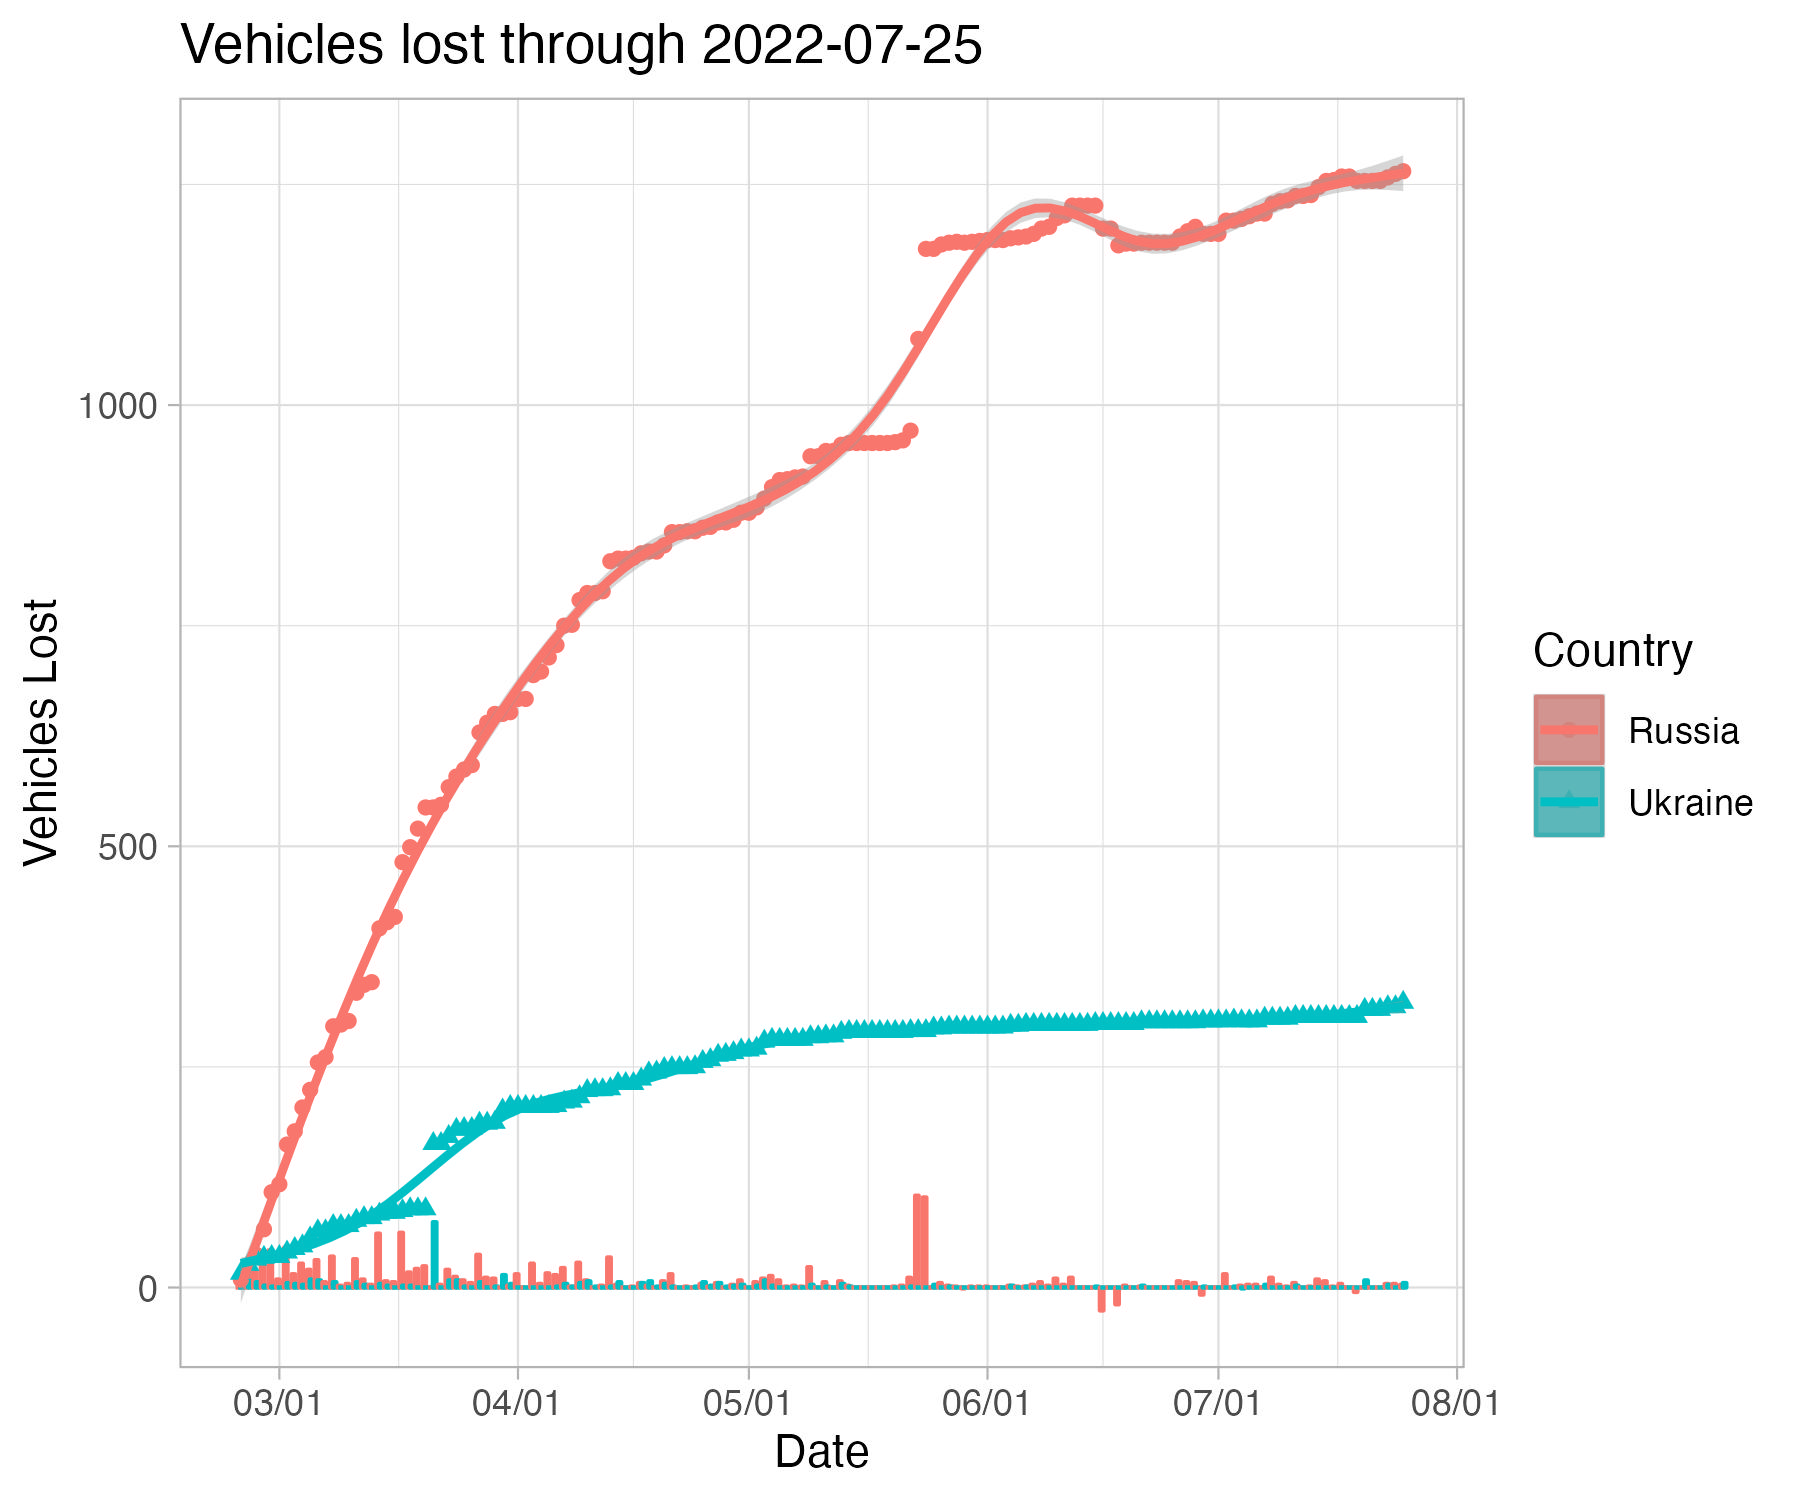 Vehicles lost through 2022-07-25
Vehicles Lost
1000
500
0
03/01 04/01 05/01 06/01 07/01 08/01
Date
Country
Russia
Ukraine